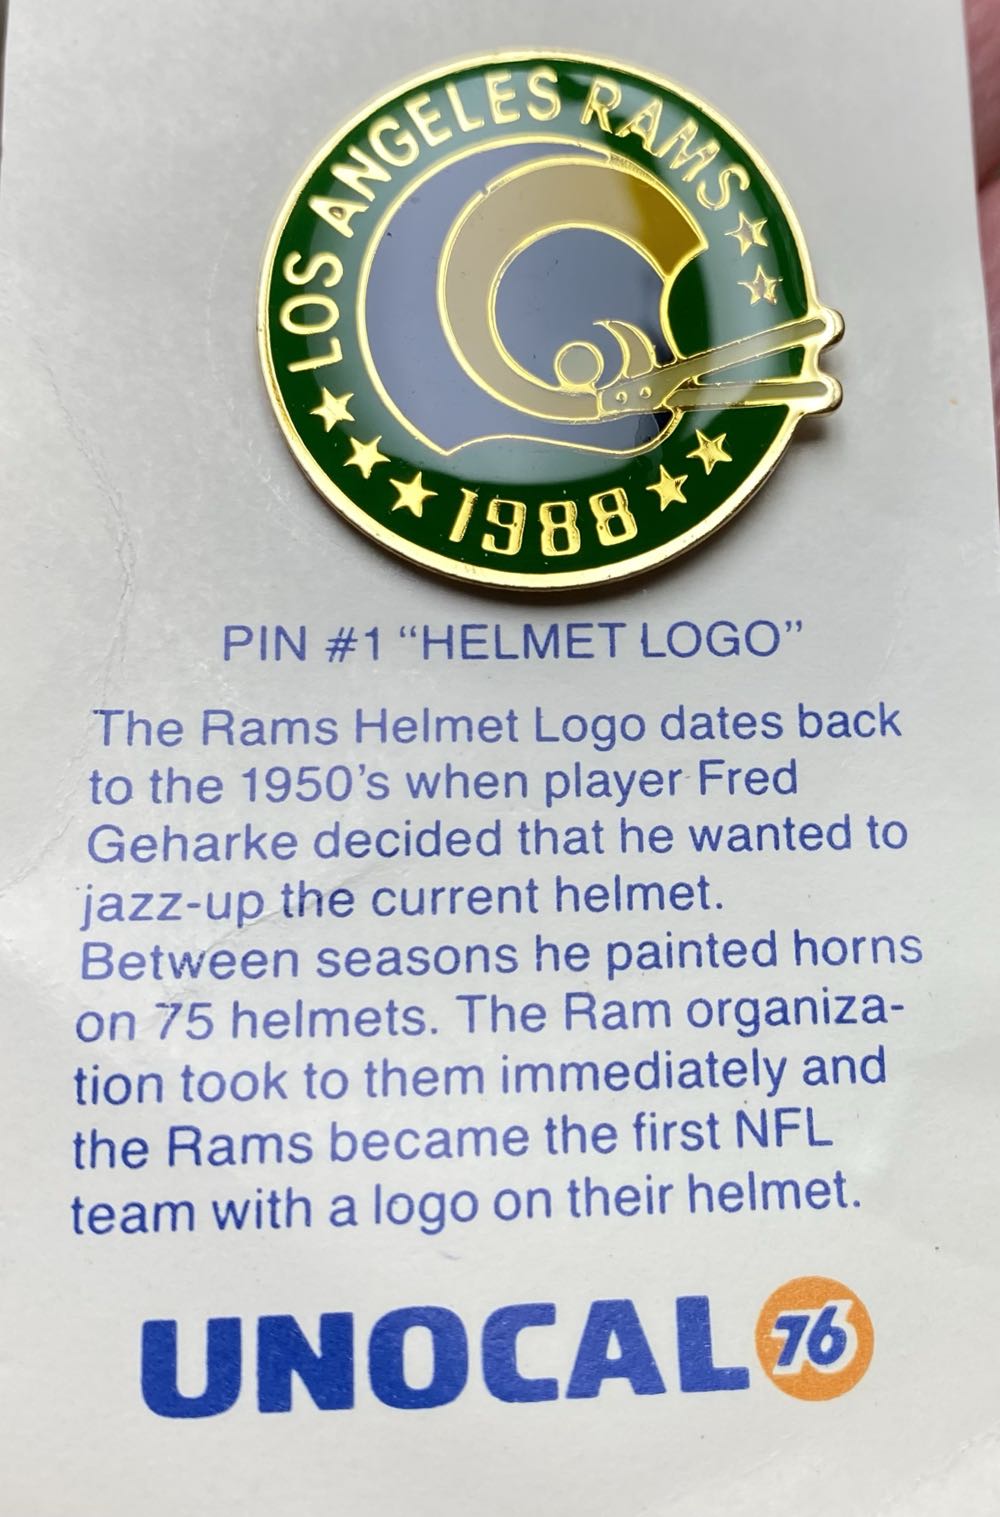 LOS ANGELES RAMS
1988
PIN #1 “HELMET LOGO”
The Rams Helmet Logo dates back
to the 1950’s when player Fred
Geharke decided that he wanted to
jazz-up the current helmet.
Between seasons he painted horns
on 75 helmets. The Ram organiza-
tion took to them immediately and
the Rams became the first NFL
team with a logo on their helmet.
UNOCAL 76